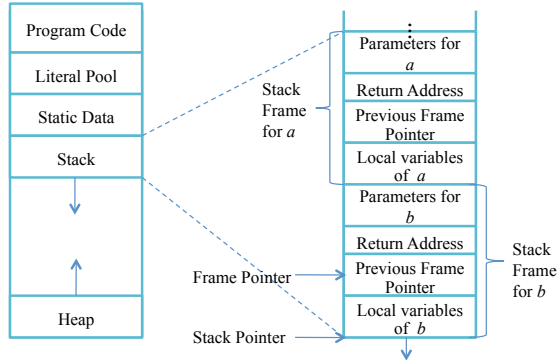 Program Code
Literal Pool
Static Data
Stack
Heap
Stack
Frame
for a
Parameters for
a
Return Address
Previous Frame
Pointer
Local variables
of a
Parameters for
b
Return Address
Previous Frame
Pointer
Local variables
of b
Frame Pointer
Stack Pointer
Stack
Frame
for b